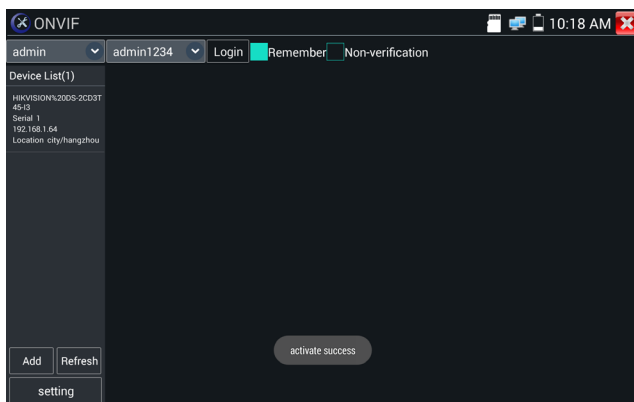 ONVIF
10:18 AM
admin
admin1234
Login
Remember
Non-verification
Device List(1)
HIKVISION%20DS-2CD3T
45-I3
Serial 1
192.168.1.64
Location city/hangzhou
activate success
Add
Refresh
setting